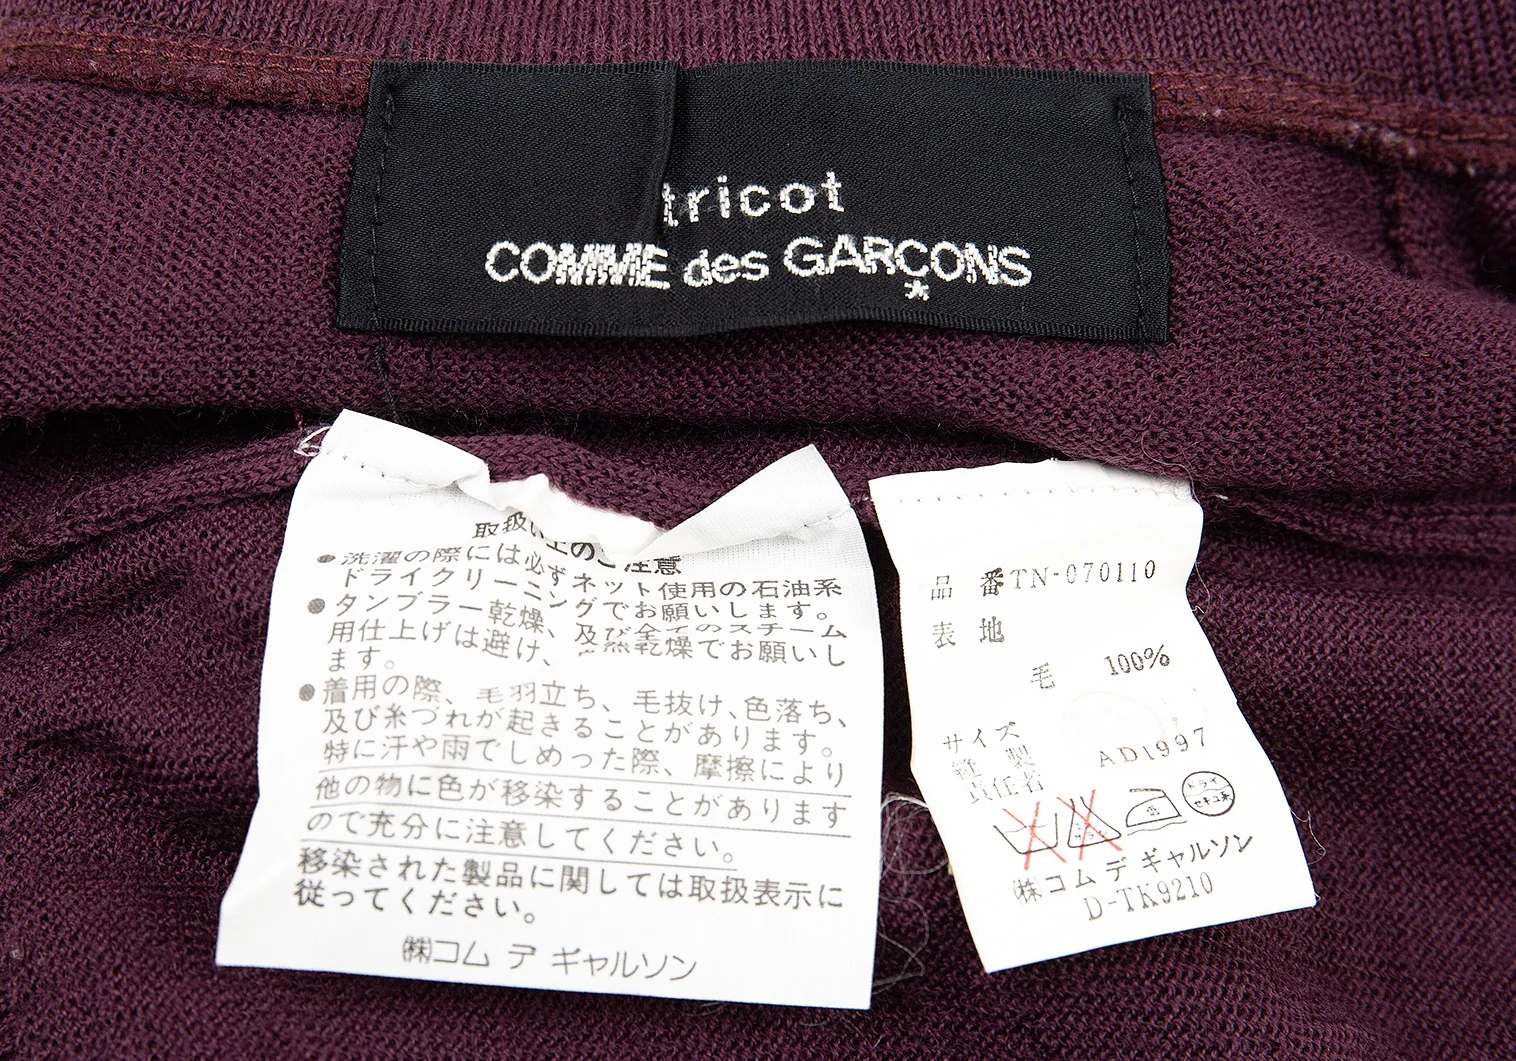 tricot
COMME des GARÇONS
取扱い上のご注意
●洗濯の際には必ずネット使用の石油系
ドライクリーニングでお願いします。
●タンブラー乾燥、及び全てのスチーム
用仕上げは避け、自然乾燥でお願いし
ます。
●着用の際、毛羽立ち、毛抜け、色落ち、
及び糸づれが起きることがあります。
特に汗や雨でしめった際、摩擦により
他の物に色が移染することがあります
ので充分に注意してください。
移染された製品に関しては取扱表示に
従ってください。
㈱コム デ ギャルソン
品 番 TN-070110
表 地
毛 100%
サイズ
縫 製
責任者
AD1997
ドライ
セキユ系
㈱コム デ ギャルソン
D-TK9210